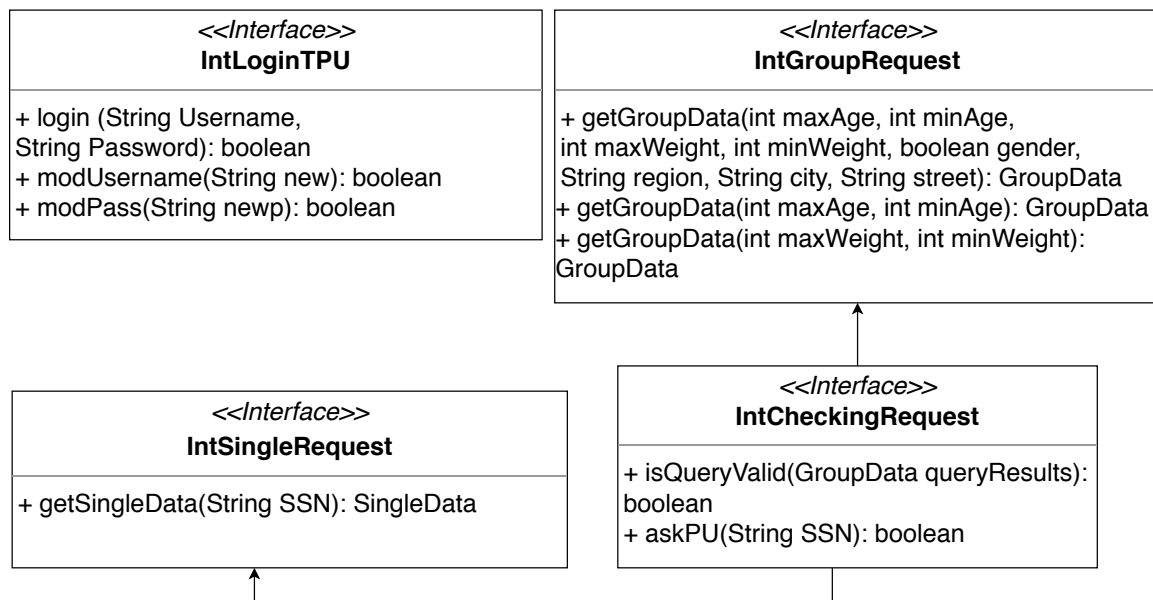 <<Interface>>
IntLoginTPU
+ login (String Username,
String Password): boolean
+ modUsername(String new): boolean
+ modPass(String newp): boolean
<<Interface>>
IntGroupRequest
+ getGroupData(int maxAge, int minAge,
int maxWeight, int minWeight, boolean gender,
String region, String city, String street): GroupData
+ getGroupData(int maxAge, int minAge): GroupData
+ getGroupData(int maxWeight, int minWeight):
GroupData
<<Interface>>
IntSingleRequest
+ getSingleData(String SSN): SingleData
<<Interface>>
IntCheckingRequest
+ isQueryValid(GroupData queryResults):
boolean
+ askPU(String SSN): boolean